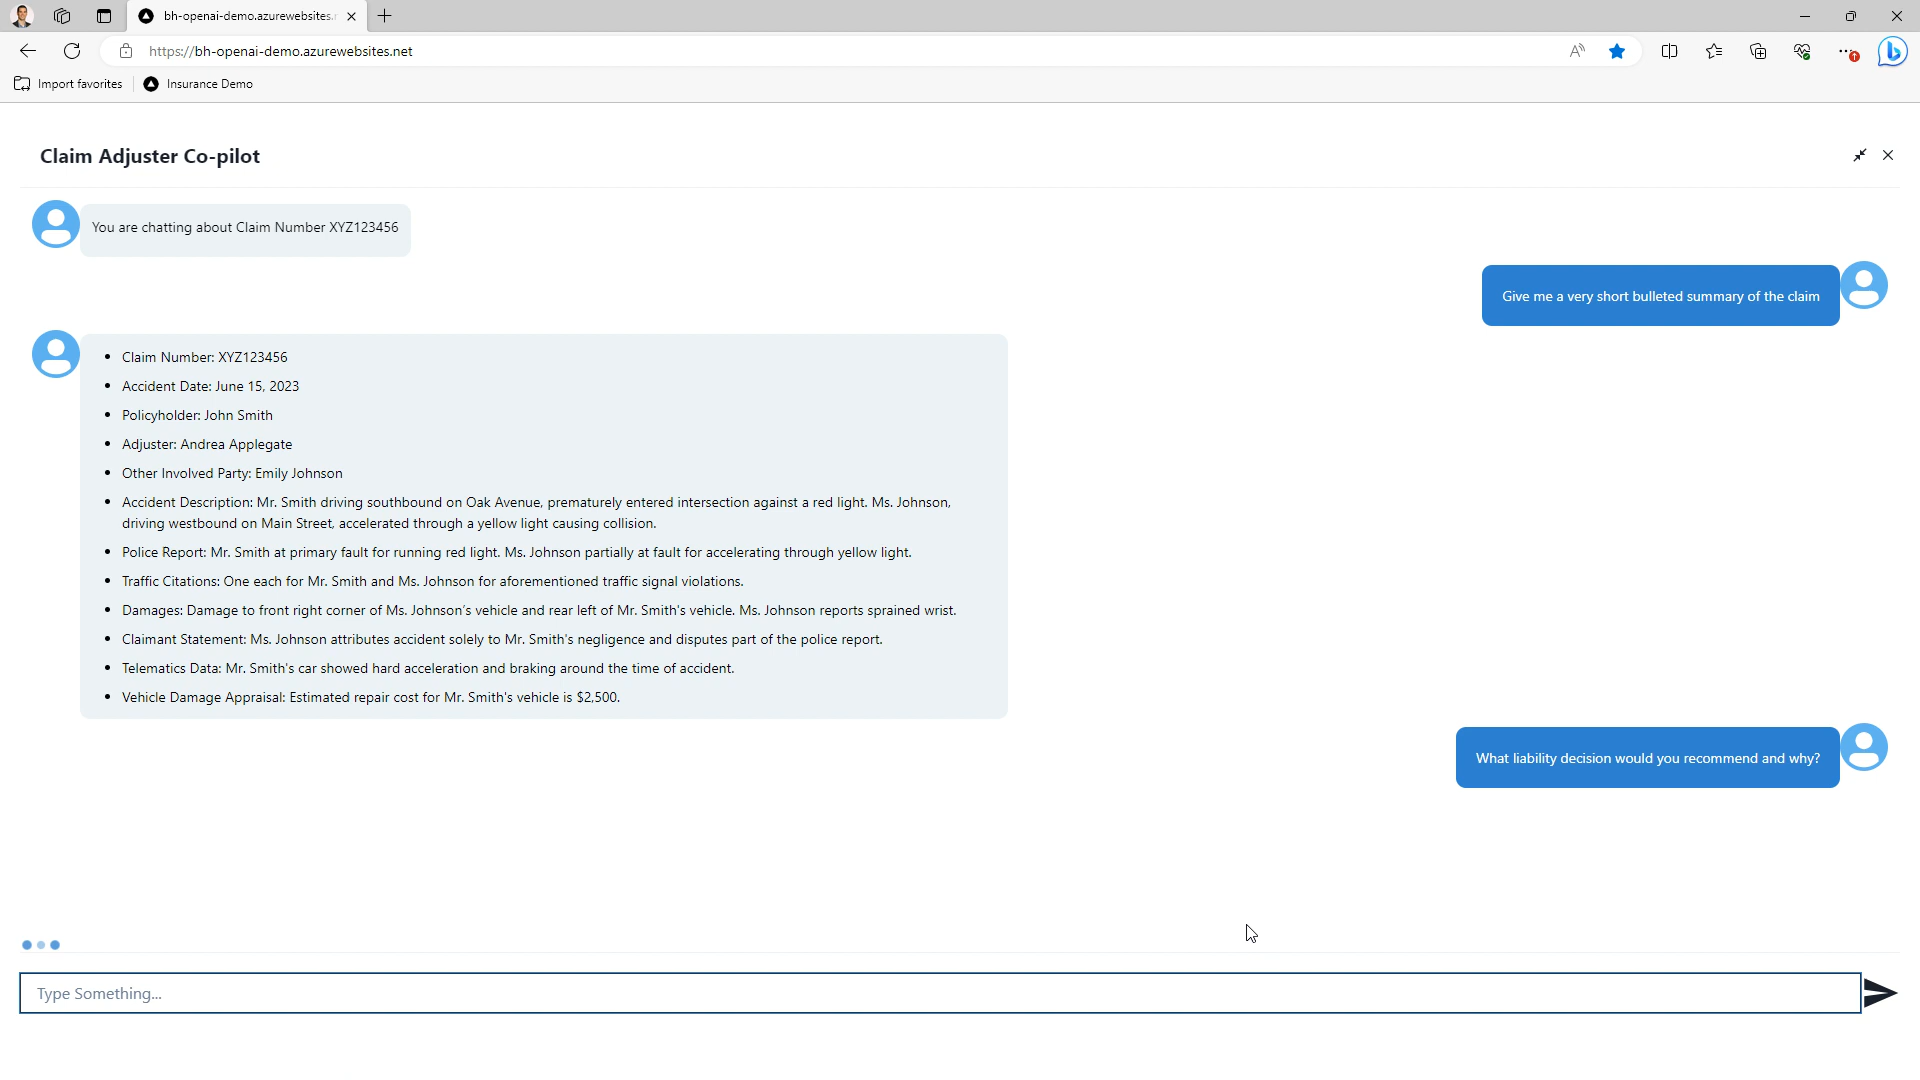 bh-openai-demo.azurewebsites.
https://bh-openai-demo.azurewebsites.net
Import favorites
Insurance Demo
Claim Adjuster Co-pilot
You are chatting about Claim Number XYZ123456
Give me a very short bulleted summary of the claim
• Claim Number: XYZ123456
• Accident Date: June 15, 2023
• Policyholder: John Smith
• Adjuster: Andrea Applegate
• Other Involved Party: Emily Johnson
• Accident Description: Mr. Smith driving southbound on Oak Avenue, prematurely entered intersection against a red light. Ms. Johnson,
driving westbound on Main Street, accelerated through a yellow light causing collision.
• Police Report: Mr. Smith at primary fault for running red light. Ms. Johnson partially at fault for accelerating through yellow light.
• Traffic Citations: One each for Mr. Smith and Ms. Johnson for aforementioned traffic signal violations.
• Damages: Damage to front right corner of Ms. Johnson's vehicle and rear left of Mr. Smith's vehicle. Ms. Johnson reports sprained wrist.
• Claimant Statement: Ms. Johnson attributes accident solely to Mr. Smith's negligence and disputes part of the police report.
• Telematics Data: Mr. Smith's car showed hard acceleration and braking around the time of accident.
• Vehicle Damage Appraisal: Estimated repair cost for Mr. Smith's vehicle is $2,500.
What liability decision would you recommend and why?
Type Something...